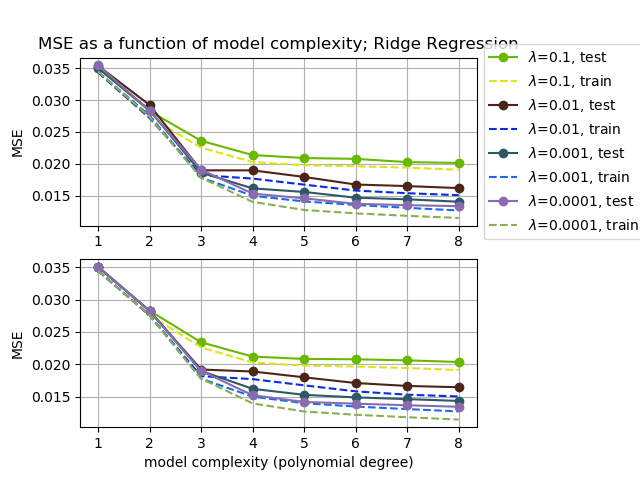 MSE as a function of model complexity; Ridge Regression
λ=0.1, test
λ=0.1, train
λ=0.01, test
λ=0.01, train
λ=0.001, test
λ=0.001, train
λ=0.0001, test
λ=0.0001, train
0.035
0.030
0.025
0.020
0.015
MSE
1 2 3 4 5 6 7 8
0.035
0.030
0.025
0.020
0.015
MSE
1 2 3 4 5 6 7 8
model complexity (polynomial degree)